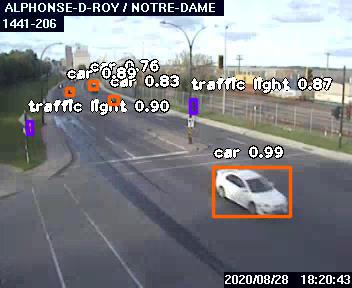 ALPHONSE-D-ROY / NOTRE-DAME
1441-206
car 0.76
car 0.89
car 0.83
traffic light 0.87
traffic light 0.90
car 0.99
2020/08/28 18:20:43